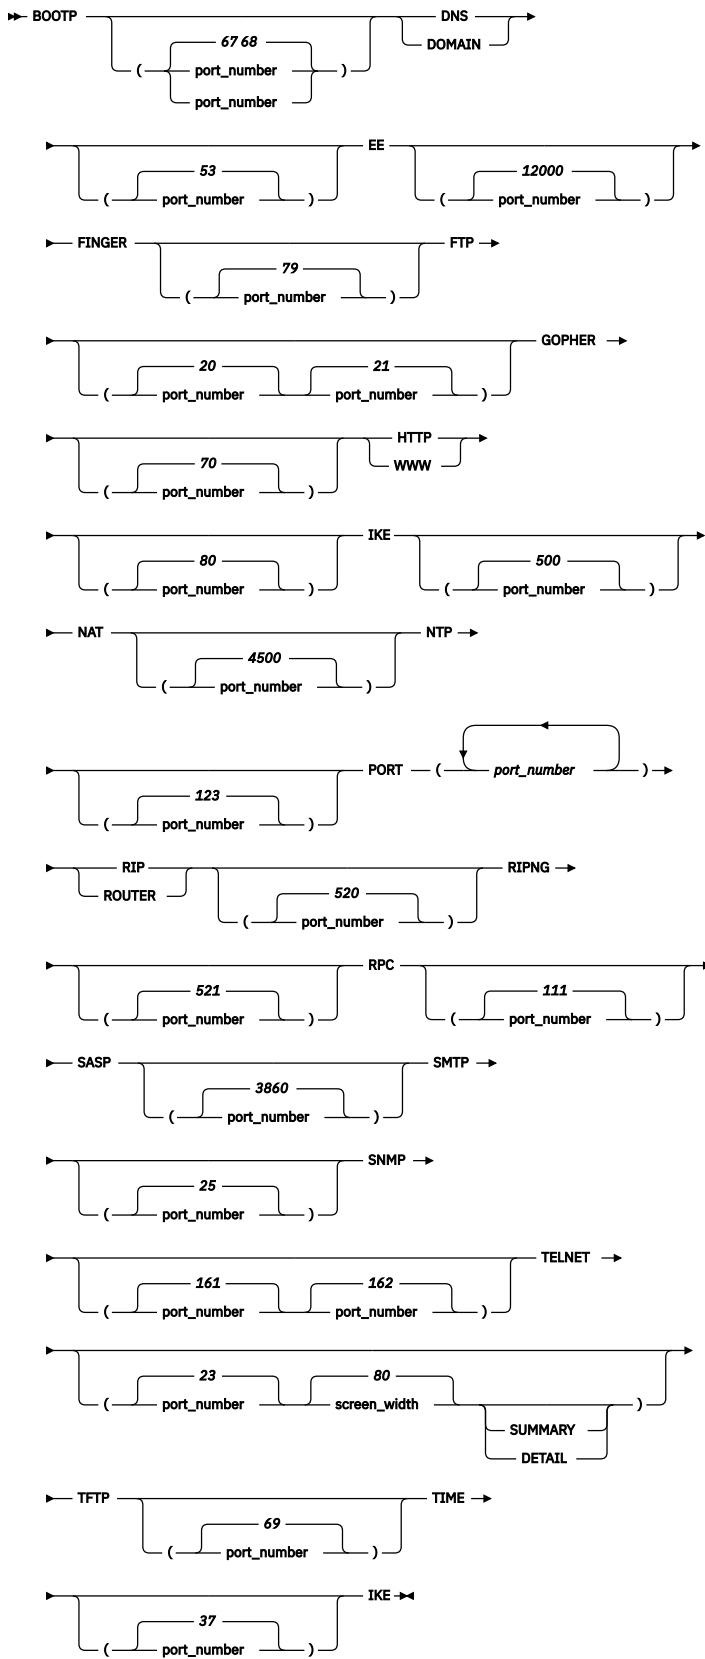 BOOTP DNS
67 68 DOMAIN
( port_number )
port_number
EE
53 12000
( port_number ) ( port_number )
FINGER FTP
79
( port_number )
GOPHER
20 21
( port_number port_number )
HTTP
70 WWW
( port_number )
IKE
80 500
( port_number ) ( port_number )
NAT NTP
4500
( port_number )
PORT ( port_number )
123
( port_number )
RIP RIPNG
ROUTER 520
( port_number )
RPC
521 111
( port_number ) ( port_number )
SASP SMTP
3860
( port_number )
SNMP
25
( port_number )
TELNET
161 162
( port_number port_number )
23 80
( port_number screen_width )
SUMMARY
DETAIL
TFTP TIME
69
( port_number )
IKE
37
( port_number )